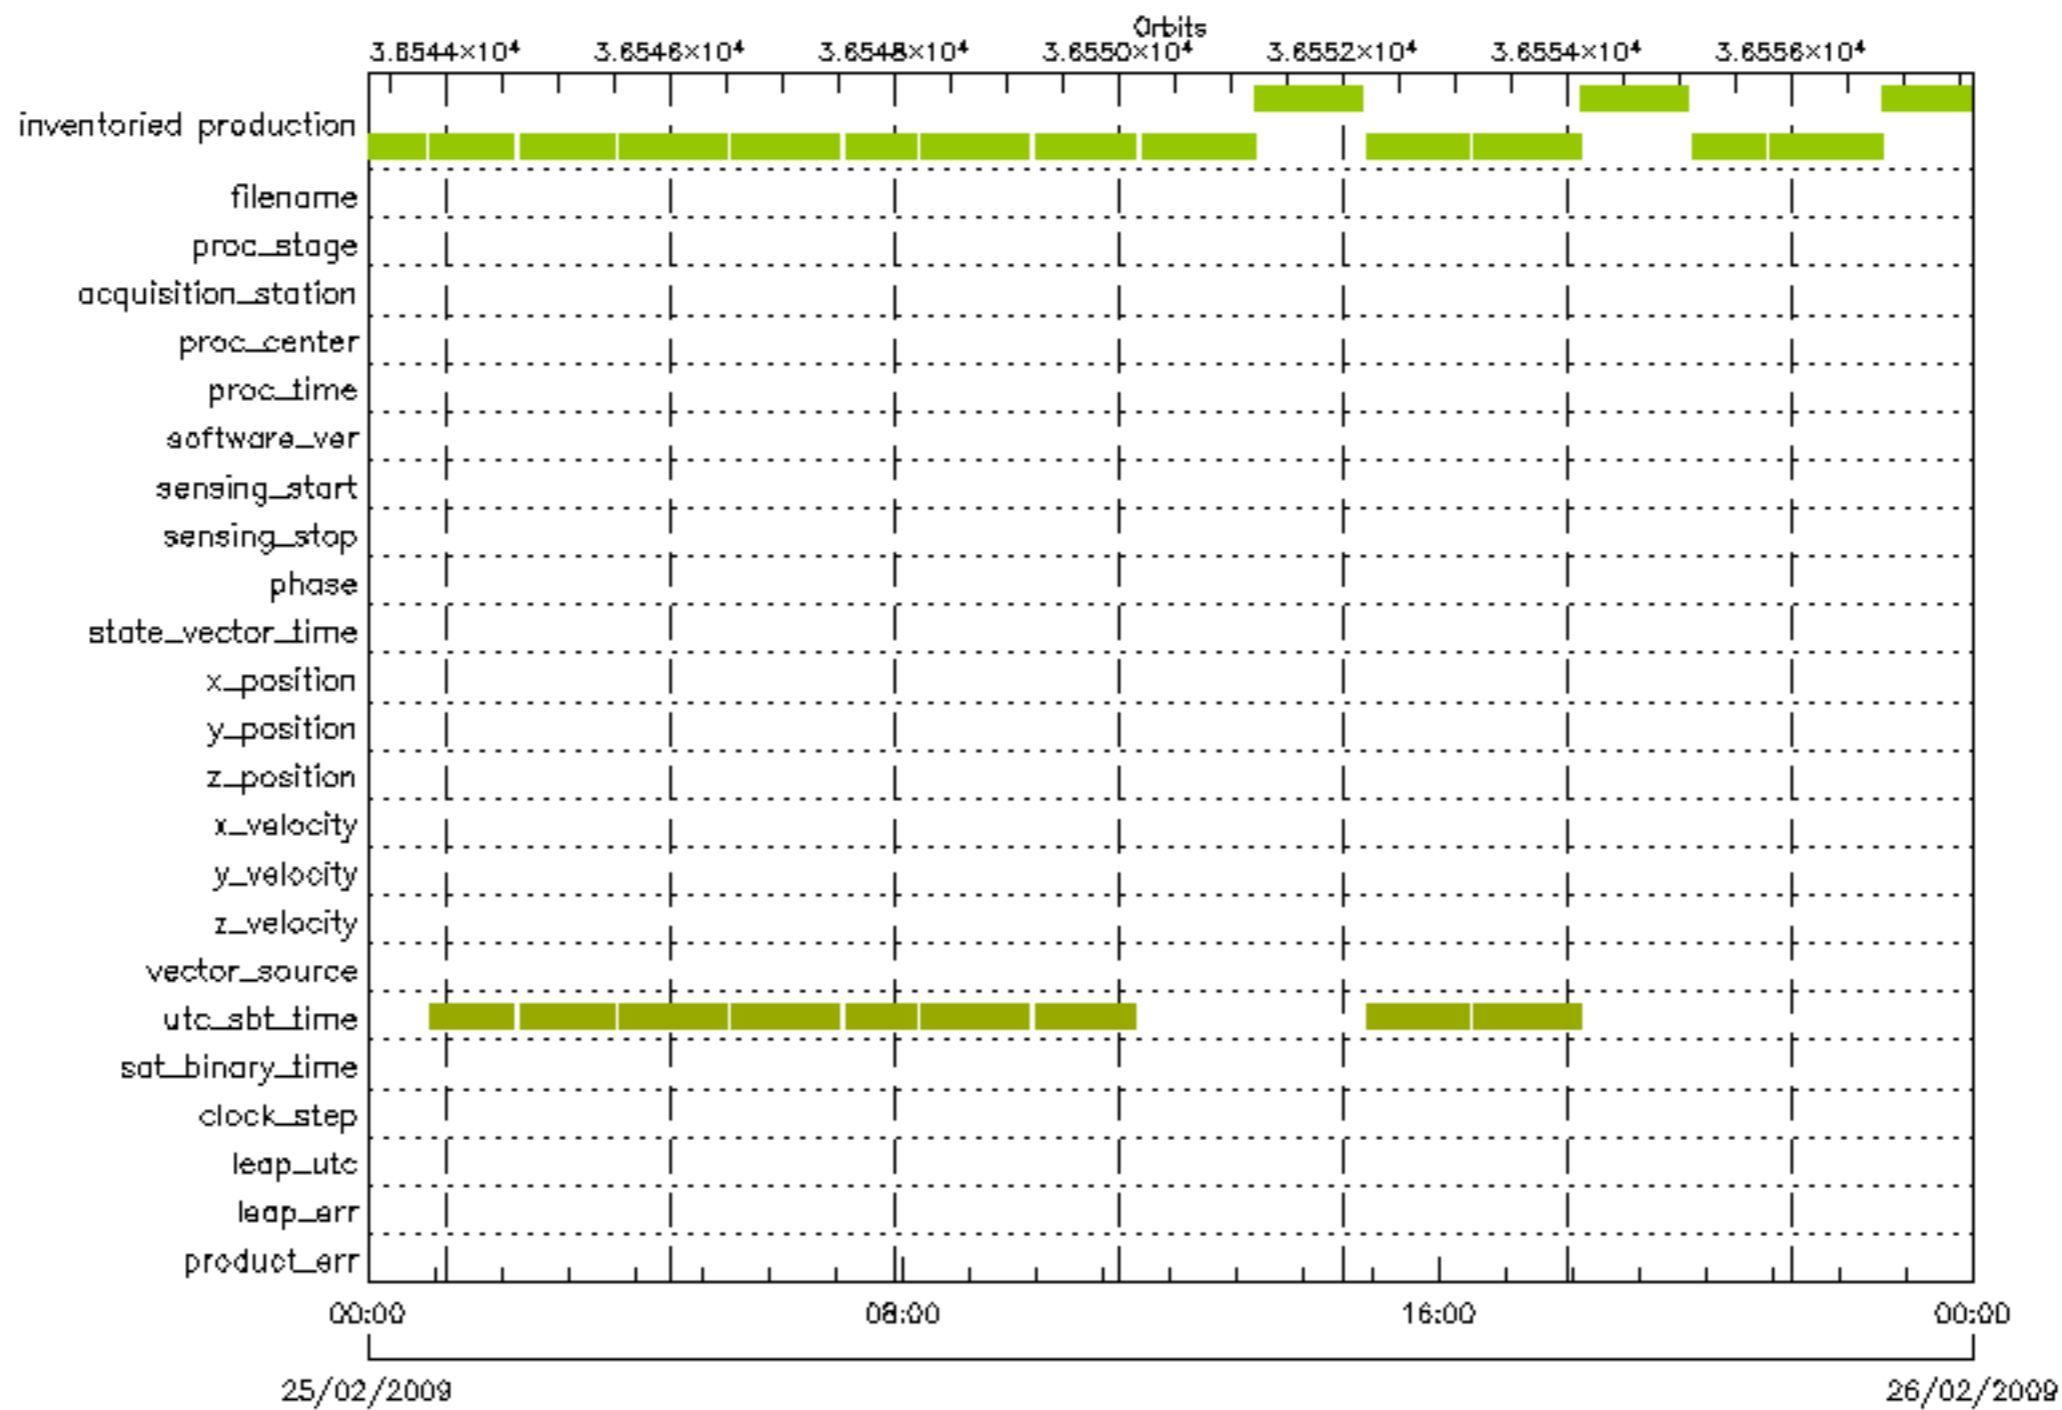 Orbits
3.6544×10⁴ 3.6546×10⁴ 3.6548×10⁴ 3.6550×10⁴ 3.6552×10⁴ 3.6554×10⁴ 3.6556×10⁴
inventoried production
filename
proc_stage
acquisition_station
proc_center
proc_time
software_ver
sensing_start
sensing_stop
phase
state_vector_time
x_position
y_position
z_position
x_velocity
y_velocity
z_velocity
vector_source
utc_sbt_time
sat_binary_time
clock_step
leap_utc
leap_err
product_err
00:00 08:00 16:00 00:00
25/02/2009 26/02/2009